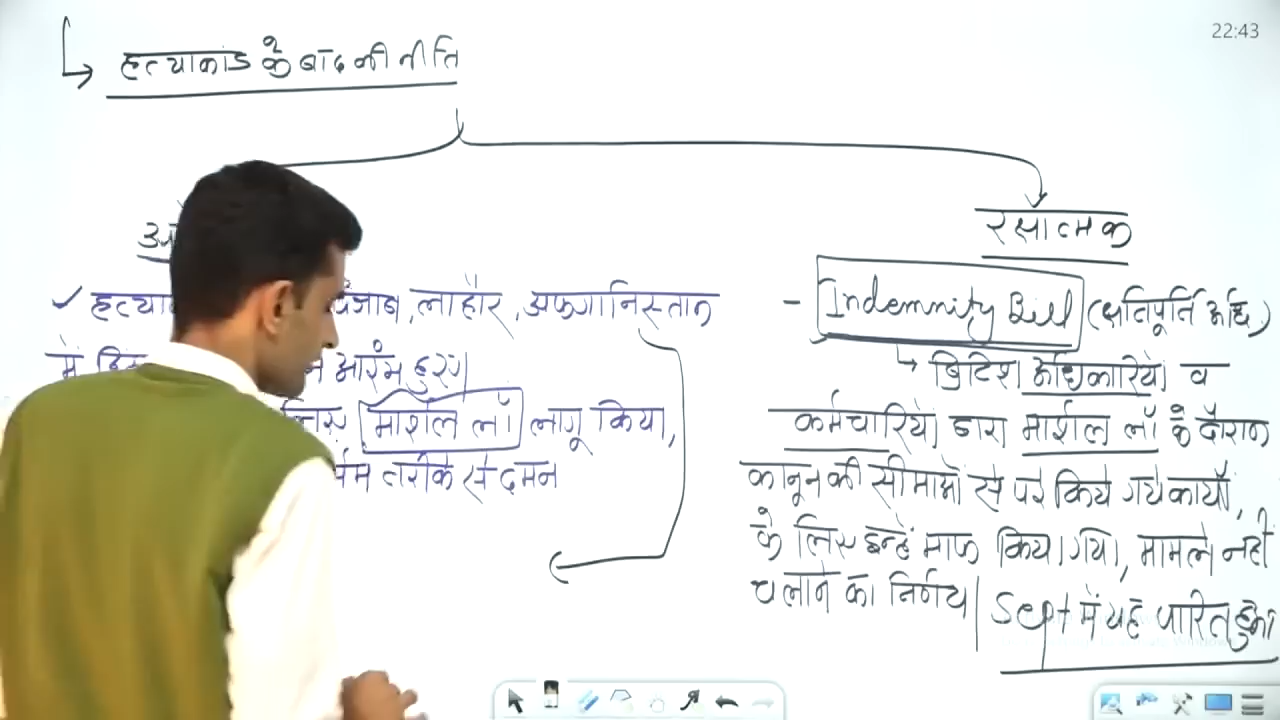 22:43
हत्याकांड के बाद की नीति
रक्षात्मक
पंजाब, लाहौर, अफगानिस्तान
- Indemnity Bill (क्षतिपूर्ति अधि.)
में आरंभ हुए।
↳ ब्रिटिश अधिकारियों व
मार्शल लॉ लागू किया,
कर्मचारियों द्वारा मार्शल लॉ के दौरान
तरीके से दमन
कानून की सीमाओं से परे किये गये कार्यों,
के लिए इन्हें माफ किया गया, मामले नहीं
चलाने का निर्णय | Sept में यह पारित हुआ